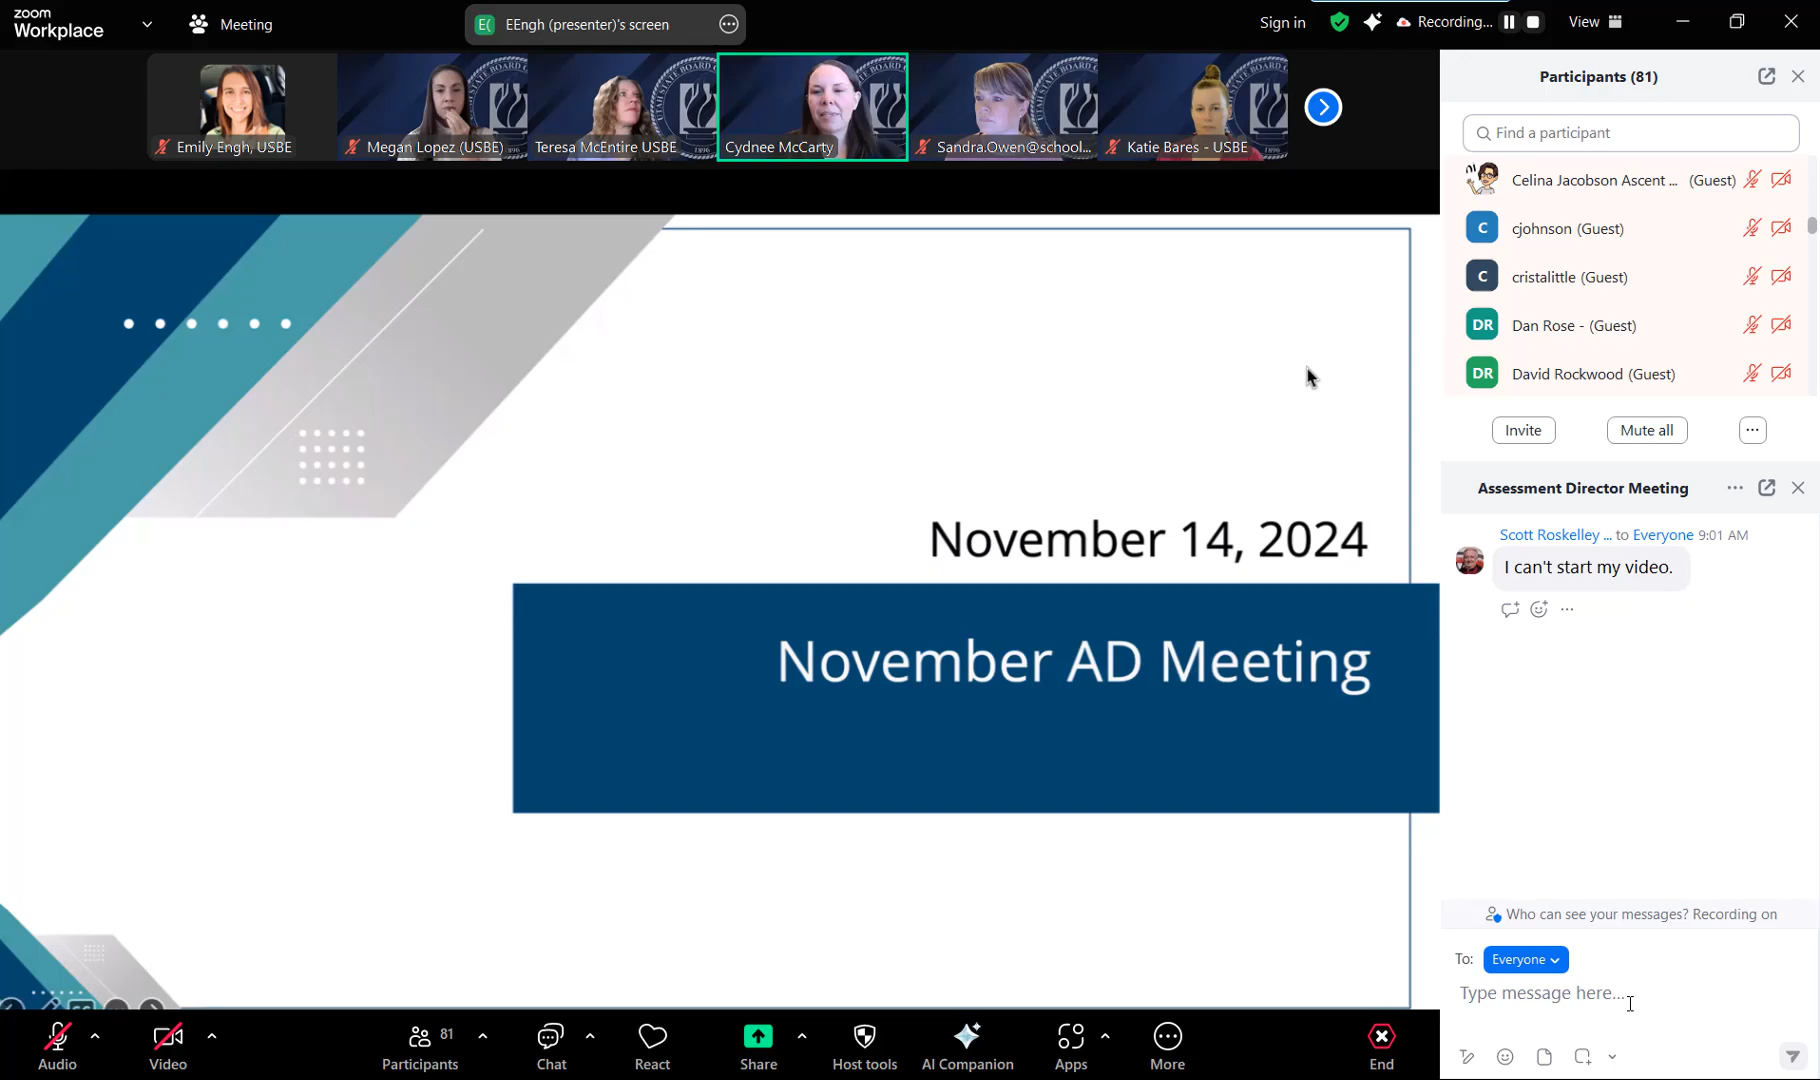 zoom
Workplace
Meeting
E( EEngh (presenter)'s screen
Sign in
Recording...
View
Emily Engh, USBE
Megan Lopez (USBE)
Teresa McEntire USBE
Cydnee McCarty
Sandra.Owen@school...
Katie Bares - USBE
November 14, 2024
November AD Meeting
Participants (81)
Find a participant
Celina Jacobson Ascent ... (Guest)
C cjohnson (Guest)
C cristalittle (Guest)
DR Dan Rose - (Guest)
DR David Rockwood (Guest)
Invite
Mute all
Assessment Director Meeting
Scott Roskelley ... to Everyone 9:01 AM
I can't start my video.
Who can see your messages? Recording on
To: Everyone
Type message here...
Audio
Video
81
Participants
Chat
React
Share
Host tools
AI Companion
Apps
More
End